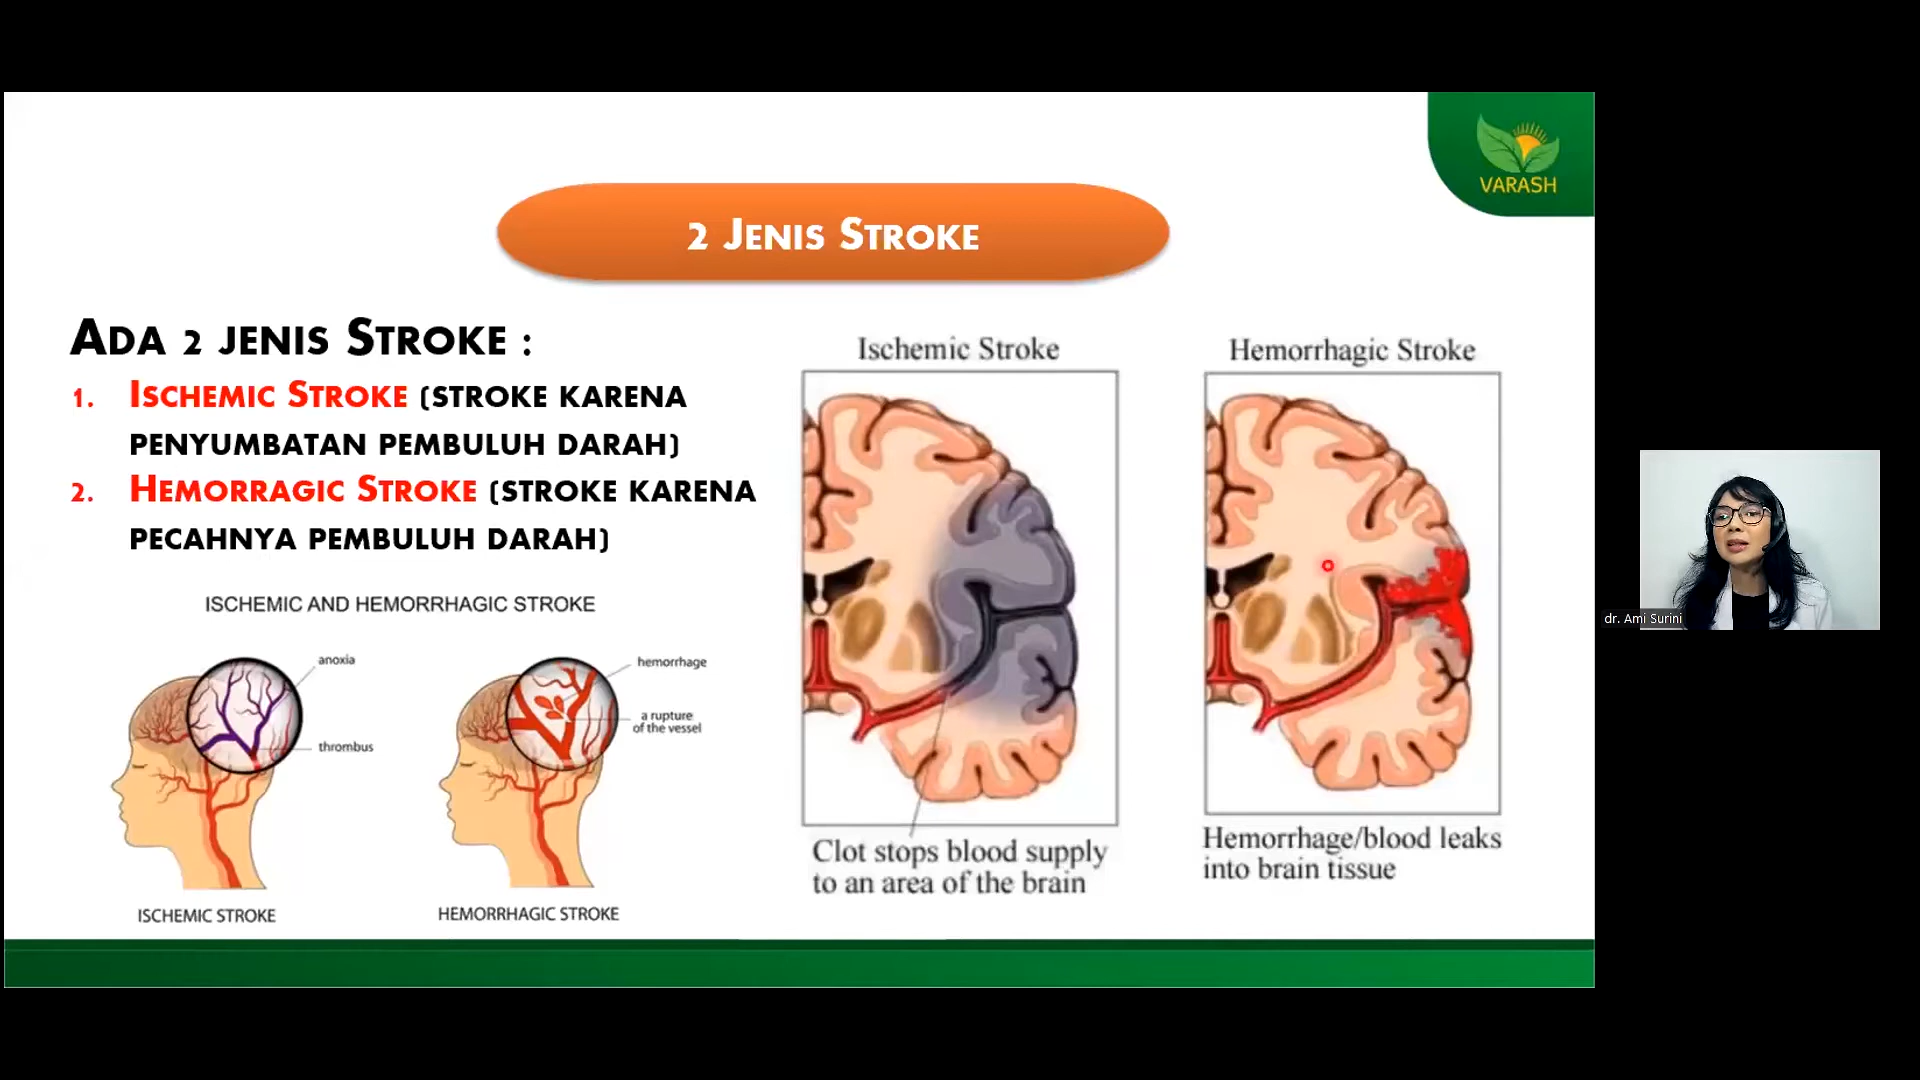 VARASH
2 Jenis Stroke
Ada 2 jenis Stroke :
1. Ischemic Stroke (stroke karena
penyumbatan pembuluh darah)
2. Hemorragic Stroke (stroke karena
pecahnya pembuluh darah)
ISCHEMIC AND HEMORRHAGIC STROKE
anoxia
thrombus
ISCHEMIC STROKE
hemorrhage
a rupture
of the vessel
HEMORRHAGIC STROKE
Ischemic Stroke
Clot stops blood supply
to an area of the brain
Hemorrhagic Stroke
Hemorrhage/blood leaks
into brain tissue
dr. Ami Surini